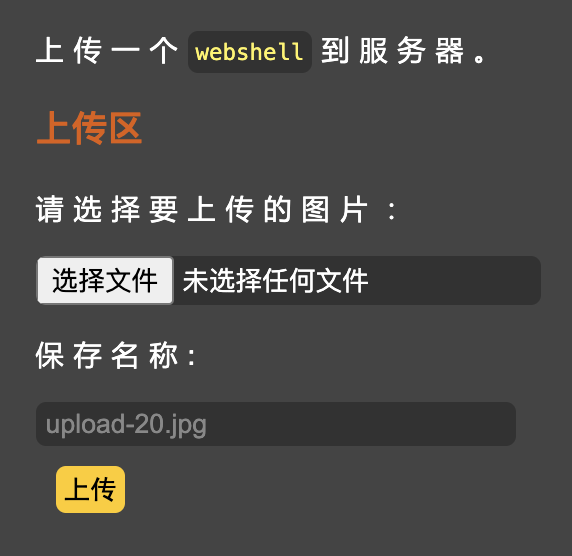 上传一个 webshell 到服务器。
上传区
请选择要上传的图片：
选择文件 未选择任何文件
保存名称:
upload-20.jpg
上传